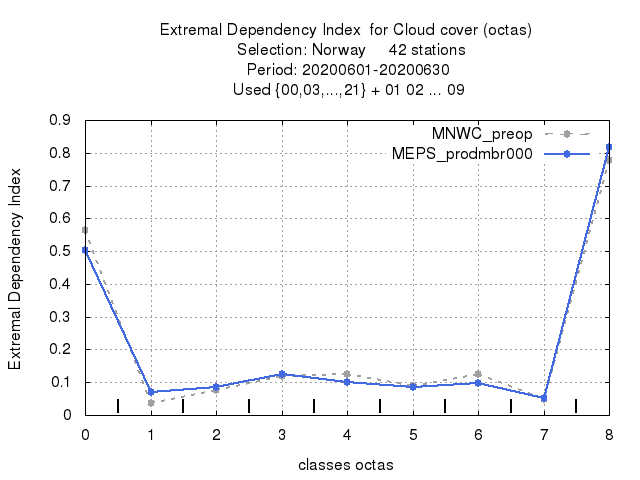 Extremal Dependency Index  for Cloud cover (octas)
Selection: Norway     42 stations
Period: 20200601-20200630
Used {00,03,...,21} + 01 02 ... 09
MNWC_preop
MEPS_prodmbr000
Extremal Dependency Index
0.9
0.8
0.7
0.6
0.5
0.4
0.3
0.2
0.1
0
0 1 2 3 4 5 6 7 8
classes octas